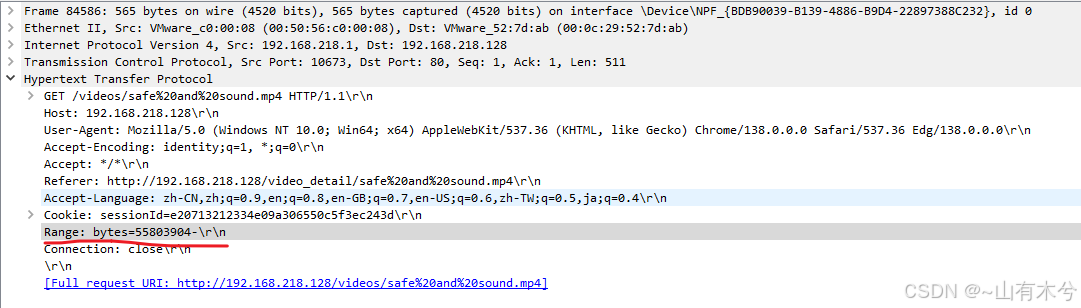 Frame 84586: 565 bytes on wire (4520 bits), 565 bytes captured (4520 bits) on interface \Device\NPF_{BDB90039-B139-4886-B9D4-22897388C232}, id 0
Ethernet II, Src: VMware_c0:00:08 (00:50:56:c0:00:08), Dst: VMware_52:7d:ab (00:0c:29:52:7d:ab)
Internet Protocol Version 4, Src: 192.168.218.1, Dst: 192.168.218.128
Transmission Control Protocol, Src Port: 10673, Dst Port: 80, Seq: 1, Ack: 1, Len: 511
Hypertext Transfer Protocol
GET /videos/safe%20and%20sound.mp4 HTTP/1.1\r\n
Host: 192.168.218.128\r\n
User-Agent: Mozilla/5.0 (Windows NT 10.0; Win64; x64) AppleWebKit/537.36 (KHTML, like Gecko) Chrome/138.0.0.0 Safari/537.36 Edg/138.0.0.0\r\n
Accept-Encoding: identity;q=1, *;q=0\r\n
Accept: */*\r\n
Referer: http://192.168.218.128/video_detail/safe%20and%20sound.mp4\r\n
Accept-Language: zh-CN,zh;q=0.9,en;q=0.8,en-GB;q=0.7,en-US;q=0.6,zh-TW;q=0.5,ja;q=0.4\r\n
Cookie: sessionId=e20713212334e09a306550c5f3ec243d\r\n
Range: bytes=55803904-\r\n
Connection: close\r\n
\r\n
[Full request URI: http://192.168.218.128/videos/safe%20and%20sound.mp4]
CSDN @~山有木兮